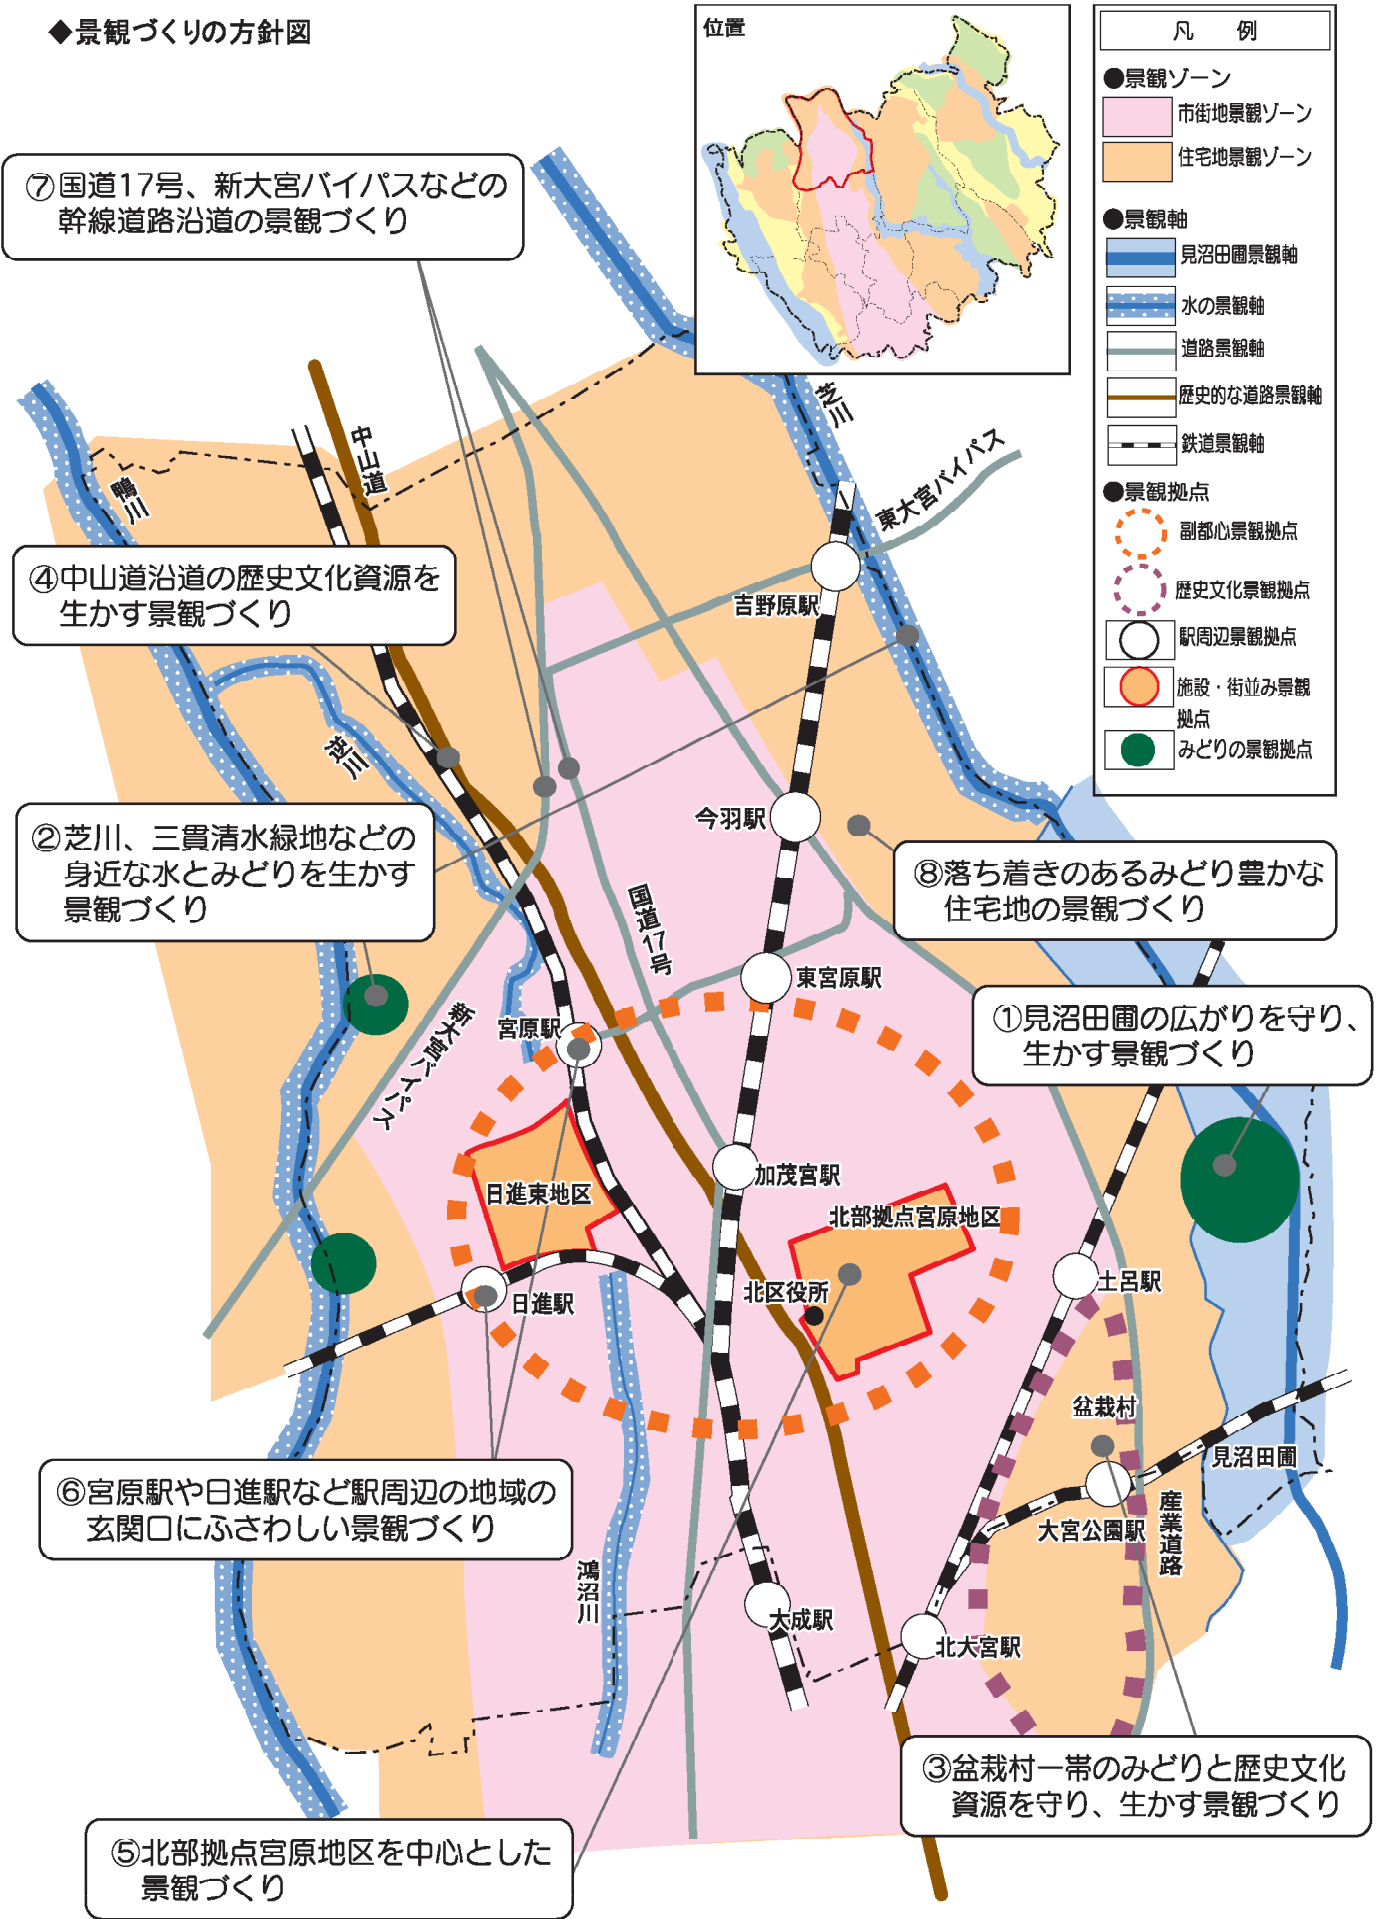 ◆景観づくりの方針図
位置
凡　例
●景観ゾーン
市街地景観ゾーン
住宅地景観ゾーン
●景観軸
見沼田圃景観軸
水の景観軸
道路景観軸
歴史的な道路景観軸
鉄道景観軸
●景観拠点
副都心景観拠点
歴史文化景観拠点
駅周辺景観拠点
施設・街並み景観
拠点
みどりの景観拠点
⑦国道17号、新大宮バイパスなどの
幹線道路沿道の景観づくり
芝川
中山道
鴨川
東大宮バイパス
④中山道沿道の歴史文化資源を
生かす景観づくり
吉野原駅
逆川
今羽駅
②芝川、三貫清水緑地などの
身近な水とみどりを生かす
景観づくり
⑧落ち着きのあるみどり豊かな
住宅地の景観づくり
国道17号
東宮原駅
新大宮バイパス
宮原駅
①見沼田圃の広がりを守り、
生かす景観づくり
加茂宮駅
日進東地区
北部拠点宮原地区
土呂駅
北区役所
日進駅
盆栽村
見沼田圃
⑥宮原駅や日進駅など駅周辺の地域の
玄関口にふさわしい景観づくり
大宮公園駅
産業道路
鴻沼川
大成駅
北大宮駅
③盆栽村一帯のみどりと歴史文化
資源を守り、生かす景観づくり
⑤北部拠点宮原地区を中心とした
景観づくり